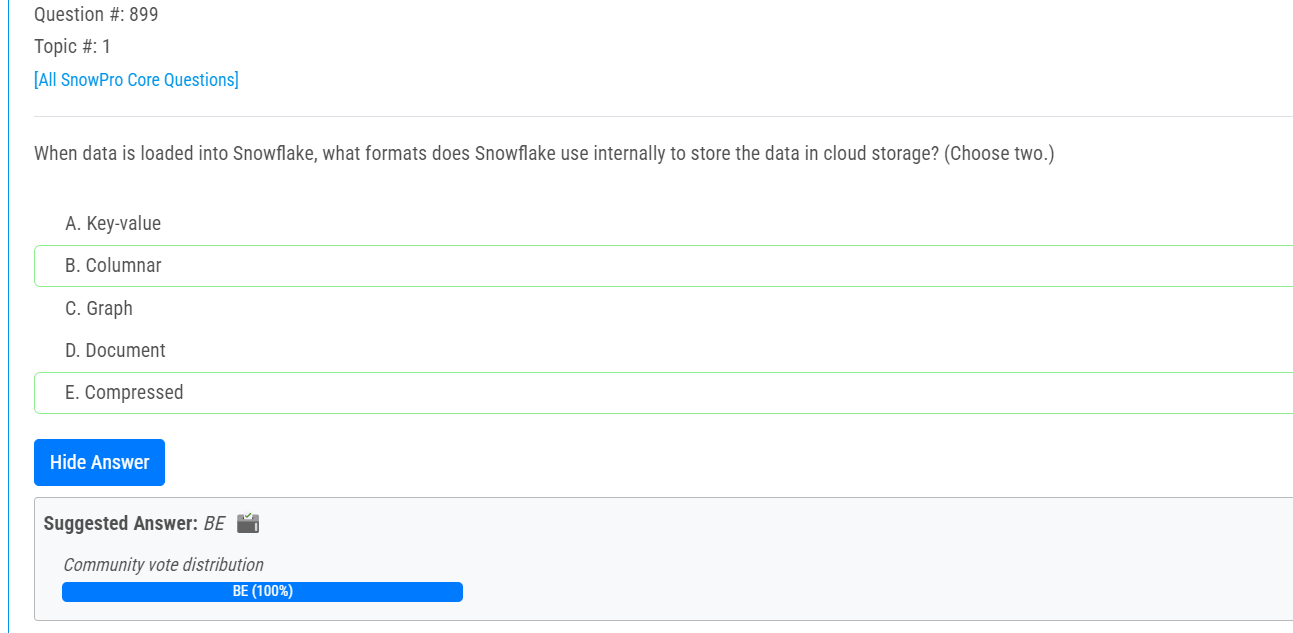 Question #: 899
Topic #: 1
[All SnowPro Core Questions]
When data is loaded into Snowflake, what formats does Snowflake use internally to store the data in cloud storage? (Choose two.)
A. Key-value
B. Columnar
C. Graph
D. Document
E. Compressed
Hide Answer
Suggested Answer: BE
Community vote distribution
BE (100%)